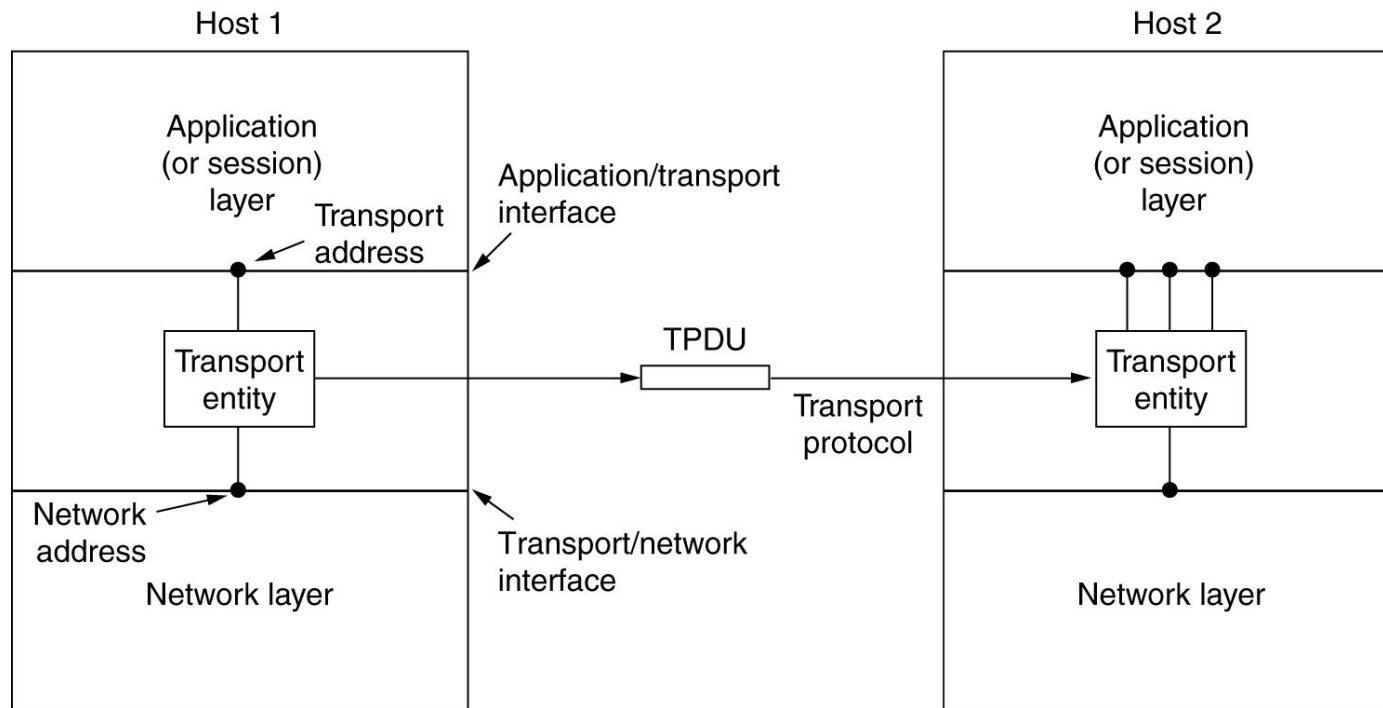 Host 1
Host 2
Application
(or session)
layer
Transport
address
Application/transport
interface
Application
(or session)
layer
Transport
entity
TPDU
Transport
protocol
Transport
entity
Network
address
Transport/network
interface
Network layer
Network layer